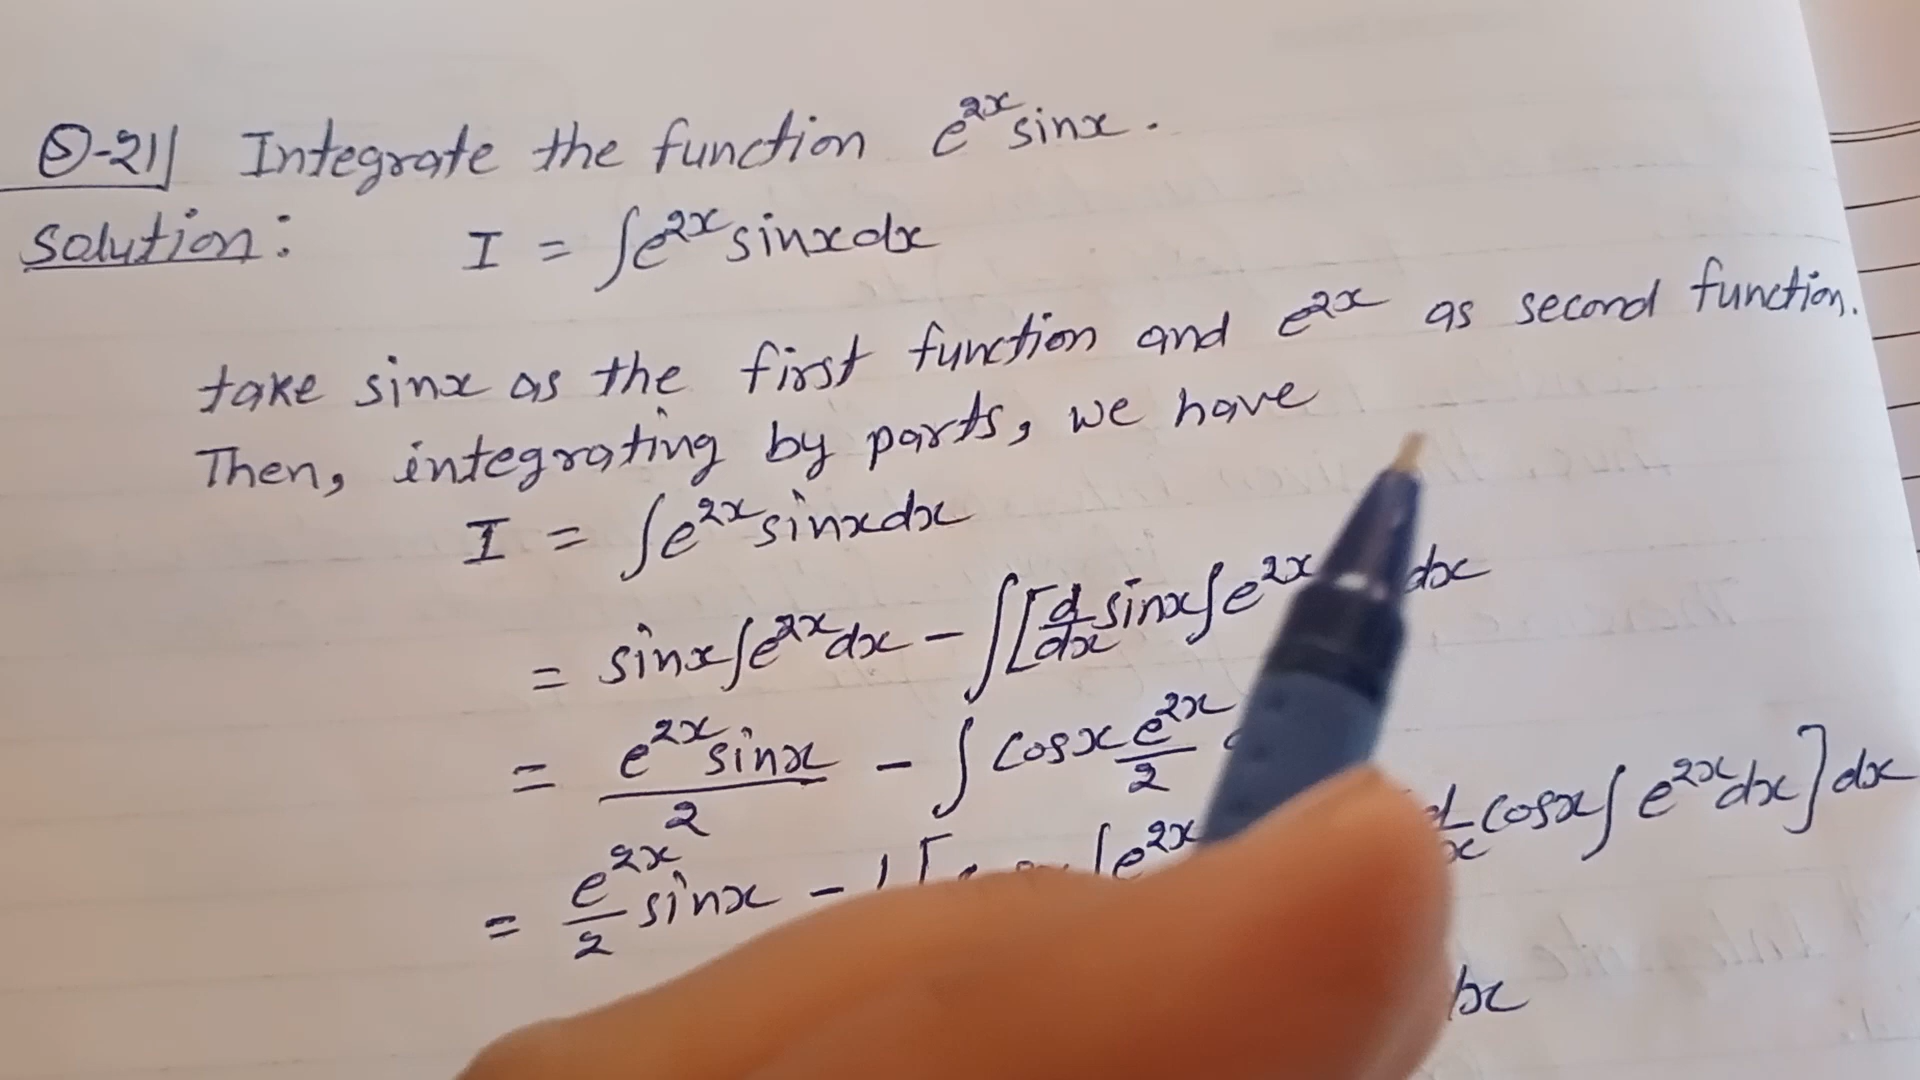 Q-21) Integrate the function e^2x sinx.
Solution: I = ∫e^2x sinx dx
take sinx as the first function and e^2x as second function.
Then, integrating by parts, we have
I = ∫e^2x sinx dx
= sinx∫e^2x dx - ∫[d/dx sinx∫e^2x dx
= e^2x sinx/2 - ∫cosx e^2x/2
= e^2x/2 sinx - ∫e^2x cosx∫e^2x dx]dx